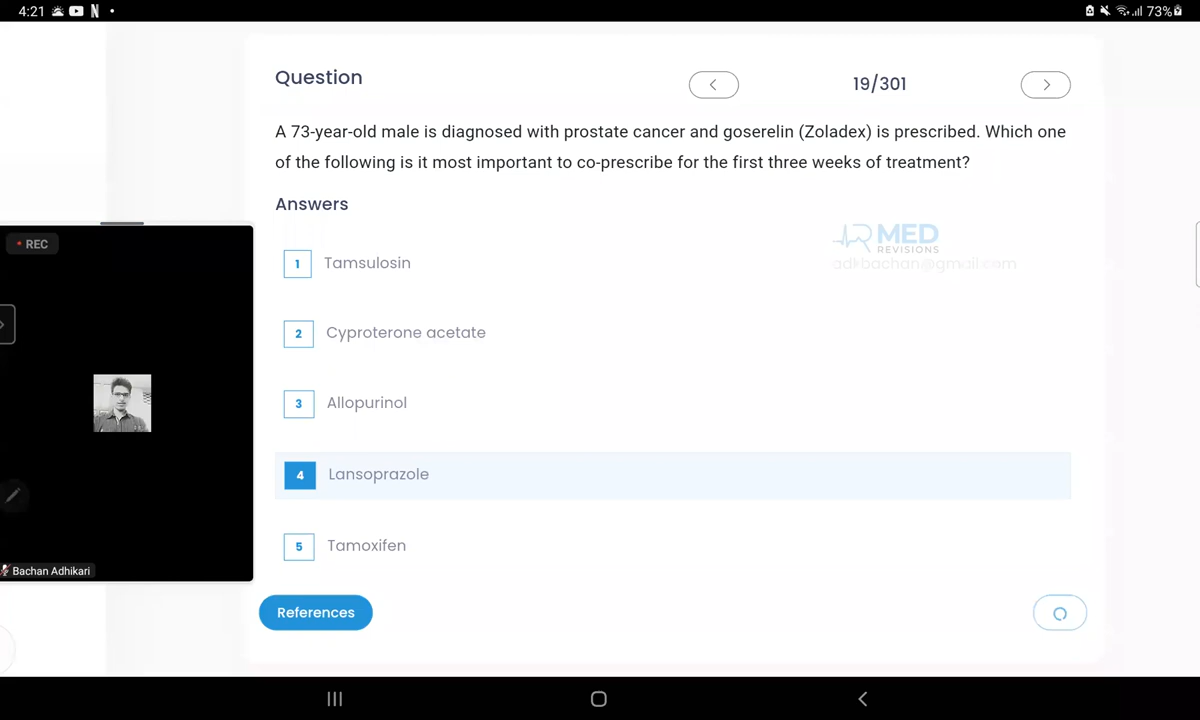 4:21 N 73%
Question
19/301
A 73-year-old male is diagnosed with prostate cancer and goserelin (Zoladex) is prescribed. Which one
of the following is it most important to co-prescribe for the first three weeks of treatment?
Answers
MED
REVISIONS
adkbachan@gmail.com
REC
1 Tamsulosin
2 Cyproterone acetate
3 Allopurinol
4 Lansoprazole
5 Tamoxifen
Bachan Adhikari
References